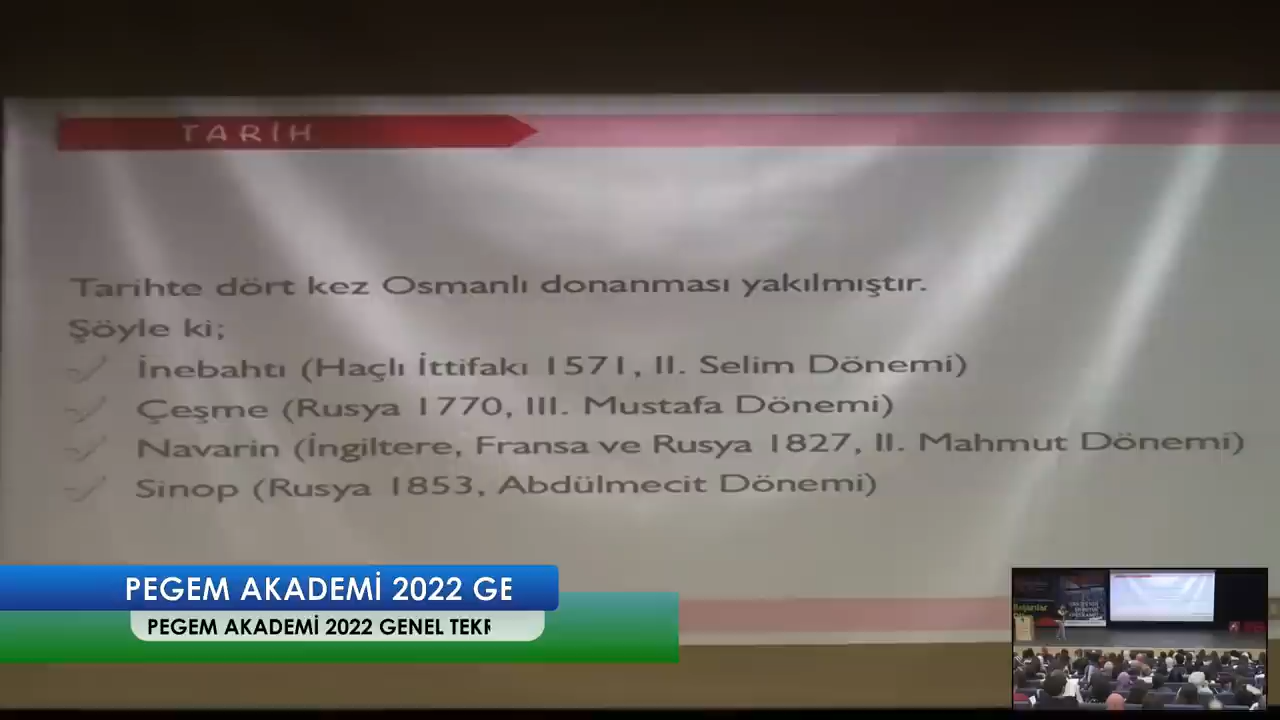 TARİH
Tarihte dört kez Osmanlı donanması yakılmıştır.
Şöyle ki;
İnebahtı (Haçlı İttifakı 1571, II. Selim Dönemi)
Çeşme (Rusya 1770, III. Mustafa Dönemi)
Navarin (İngiltere, Fransa ve Rusya 1827, II. Mahmut Dönemi)
Sinop (Rusya 1853, Abdülmecit Dönemi)
PEGEM AKADEMİ 2022 GE
PEGEM AKADEMİ 2022 GENEL TEKR